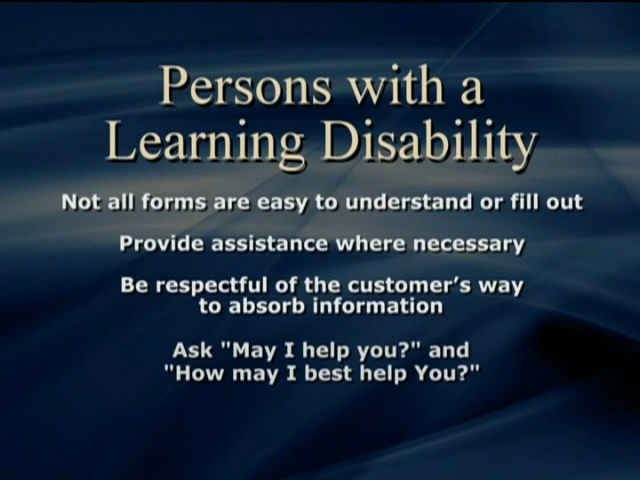 Persons with a
Learning Disability
Not all forms are easy to understand or fill out
Provide assistance where necessary
Be respectful of the customer's way
to absorb information
Ask "May I help you?" and
"How may I best help You?"